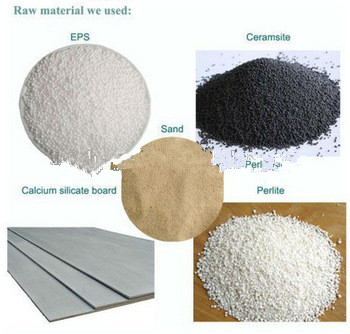 Raw material we used:
EPS
Ceramsite
Sand
Perl
Calcium silicate board
Perlite